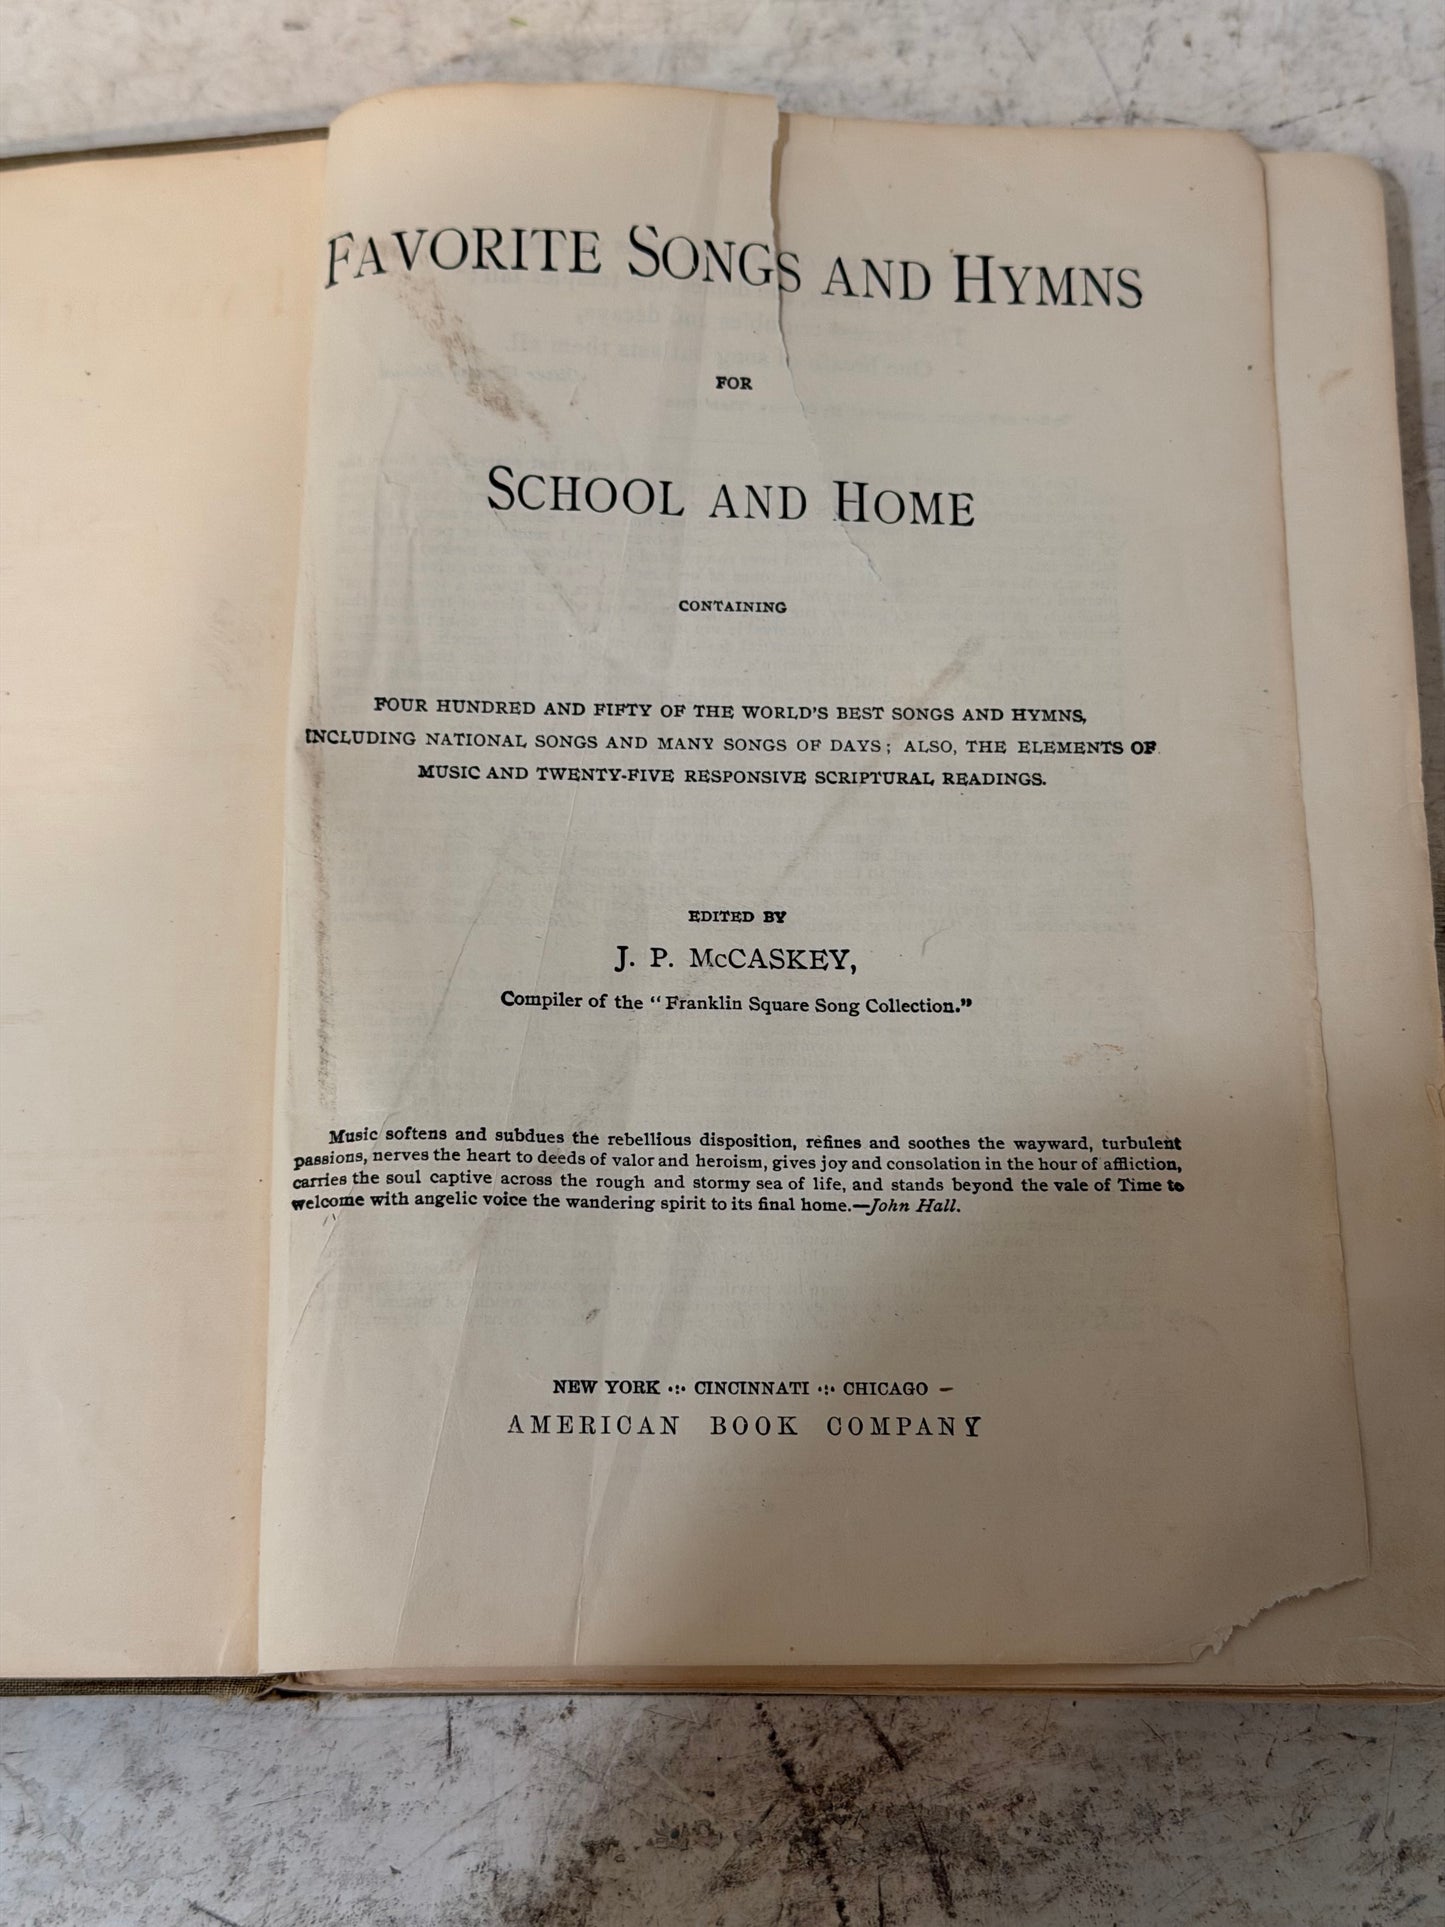 FAVORITE SONGS AND HYMNS
FOR
SCHOOL AND HOME
CONTAINING
FOUR HUNDRED AND FIFTY OF THE WORLD'S BEST SONGS AND HYMNS,
INCLUDING NATIONAL SONGS AND MANY SONGS OF DAYS; ALSO, THE ELEMENTS OF
MUSIC AND TWENTY-FIVE RESPONSIVE SCRIPTURAL READINGS.
EDITED BY
J. P. McCASKEY,
Compiler of the "Franklin Square Song Collection."
Music softens and subdues the rebellious disposition, refines and soothes the wayward, turbulent
passions, nerves the heart to deeds of valor and heroism, gives joy and consolation in the hour of affliction,
carries the soul captive across the rough and stormy sea of life, and stands beyond the vale of Time to
welcome with angelic voice the wandering spirit to its final home.—John Hall.
NEW YORK ·:· CINCINNATI ·:· CHICAGO
AMERICAN BOOK COMPANY